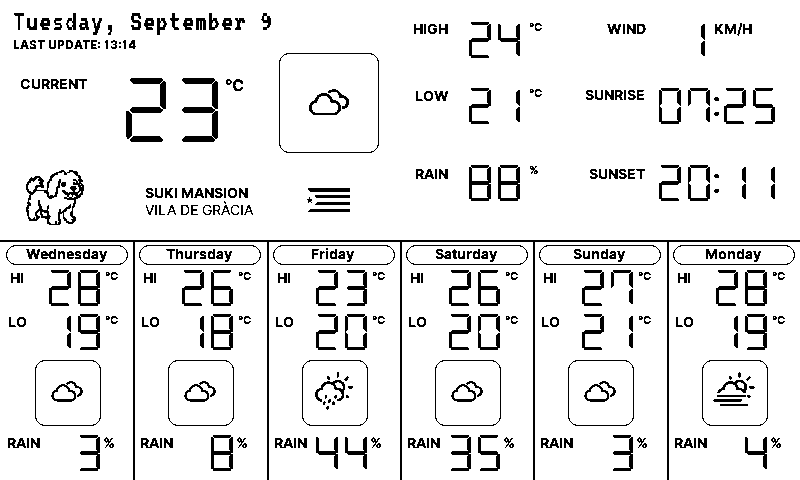 Tuesday, September 9
LAST UPDATE: 13:14
CURRENT 23 °C
SUKI MANSION
VILA DE GRÀCIA
HIGH 24 °C
WIND 1 KM/H
LOW 21 °C
SUNRISE 07:25
RAIN 88 %
SUNSET 20:11
Wednesday
HI 28 °C
LO 19 °C
RAIN 3 %
Thursday
HI 26 °C
LO 18 °C
RAIN 8 %
Friday
HI 23 °C
LO 20 °C
RAIN 44 %
Saturday
HI 26 °C
LO 20 °C
RAIN 35 %
Sunday
HI 27 °C
LO 21 °C
RAIN 3 %
Monday
HI 28 °C
LO 19 °C
RAIN 4 %